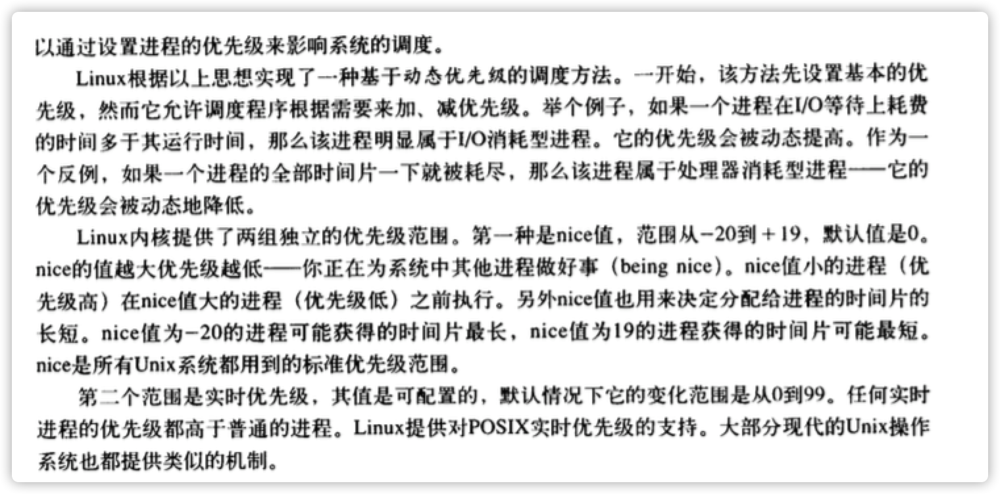 以通过设置进程的优先级来影响系统的调度。
Linux根据以上思想实现了一种基于动态优先级的调度方法。一开始，该方法先设置基本的优
先级，然而它允许调度程序根据需要来加、减优先级。举个例子，如果一个进程在I/O等待上耗费
的时间多于其运行时间，那么该进程明显属于I/O消耗型进程。它的优先级会被动态提高。作为一
个反例，如果一个进程的全部时间片一下就被耗尽，那么该进程属于处理器消耗型进程——它的
优先级会被动态地降低。
Linux内核提供了两组独立的优先级范围。第一种是nice值，范围从−20到＋19，默认值是0。
nice的值越大优先级越低——你正在为系统中其他进程做好事（being nice）。nice值小的进程（优
先级高）在nice值大的进程（优先级低）之前执行。另外nice值也用来决定分配给进程的时间片的
长短。nice值为−20的进程可能获得的时间片最长，nice值为19的进程获得的时间片可能最短。
nice是所有Unix系统都用到的标准优先级范围。
第二个范围是实时优先级，其值是可配置的，默认情况下它的变化范围是从0到99。任何实时
进程的优先级都高于普通的进程。Linux提供对POSIX实时优先级的支持。大部分现代的Unix操作
系统也都提供类似的机制。